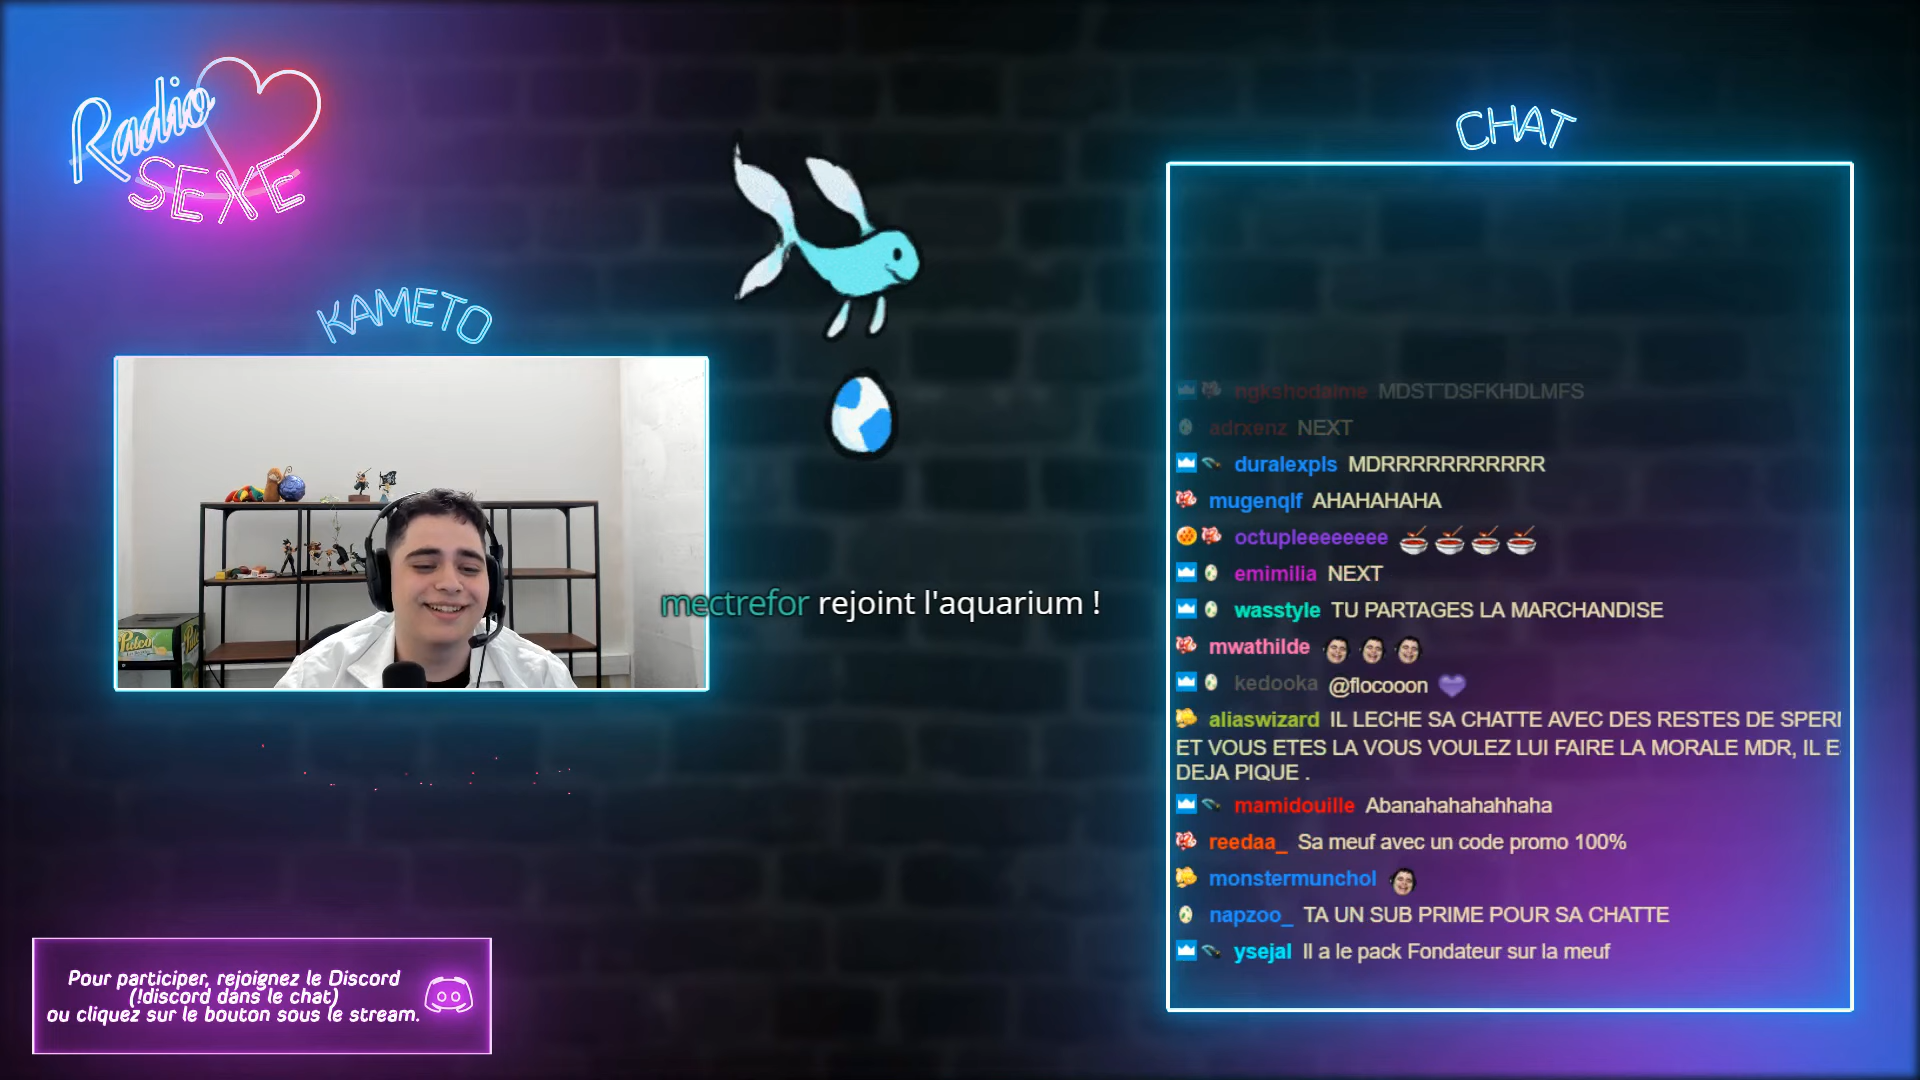 Radio
SEXE
KAMETO
Pulco
mectrefor rejoint l'aquarium !
Pour participer, rejoignez le Discord
(!discord dans le chat)
ou cliquez sur le bouton sous le stream.
CHAT
ngkshodaime MDST¨DSFKHDLMFS
adrxenz NEXT
duralexpls MDRRRRRRRRRRR
mugenqlf AHAHAHAHA
octupleeeeeeee
emimilia NEXT
wasstyle TU PARTAGES LA MARCHANDISE
mwathilde
kedooka @flocooon
aliaswizard IL LECHE SA CHATTE AVEC DES RESTES DE
ET VOUS ETES LA VOUS VOULEZ LUI FAIRE LA MORALE MDR, IL
DEJA PIQUE .
mamidouille Abanahahahahhaha
reedaa_ Sa meuf avec un code promo 100%
monstermunchol
napzoo_ TA UN SUB PRIME POUR SA CHATTE
ysejal Il a le pack Fondateur sur la meuf